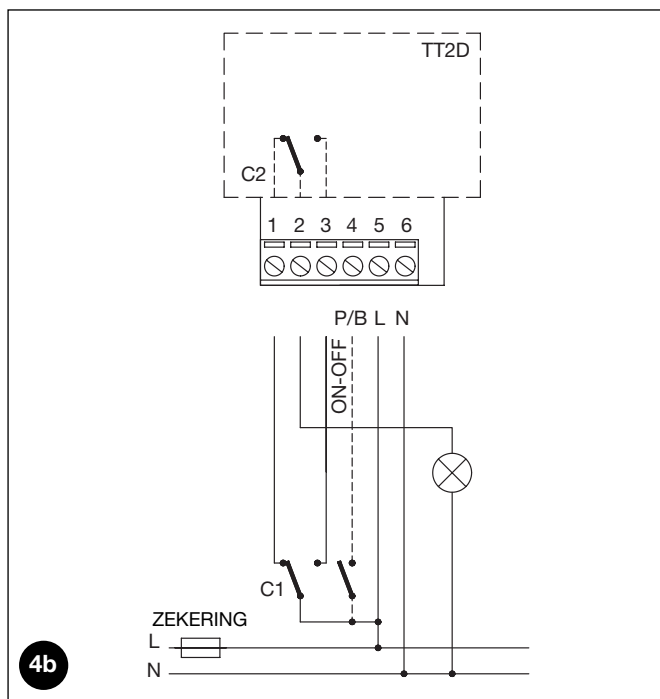 TT2D
C2
1 2 3 4 5 6
P/B L N
ON-OFF
C1
ZEKERING
L
N
4b